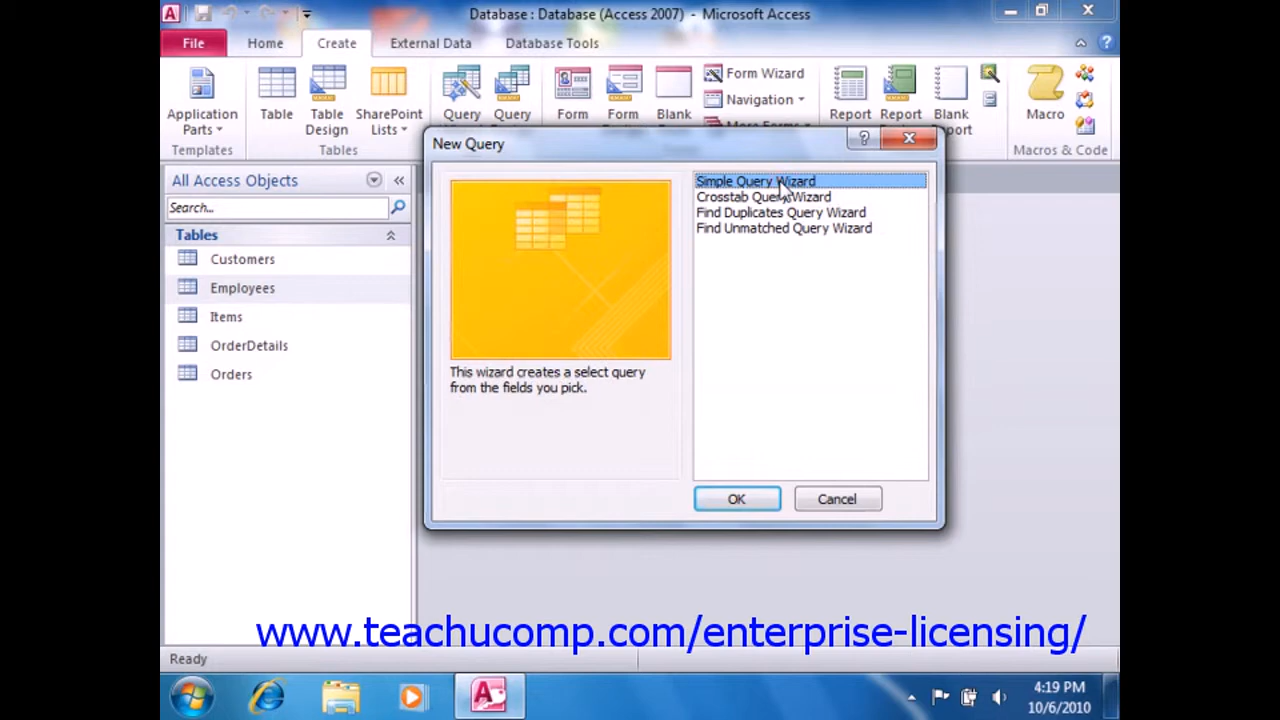 Database : Database (Access 2007) - Microsoft Access
File Home Create External Data Database Tools
Application Parts
Table
Table Design
SharePoint Lists
Query
Query
Form
Form
Blank
Form Wizard
Navigation
More Forms
Report
Report
Blank
Report
Macro
Templates
Tables
Macros & Code
All Access Objects
Search...
Tables
Customers
Employees
Items
OrderDetails
Orders
New Query
Simple Query Wizard
Crosstab Query Wizard
Find Duplicates Query Wizard
Find Unmatched Query Wizard
This wizard creates a select query
from the fields you pick.
OK Cancel
www.teachucomp.com/enterprise-licensing/
Ready
4:19 PM
10/6/2010